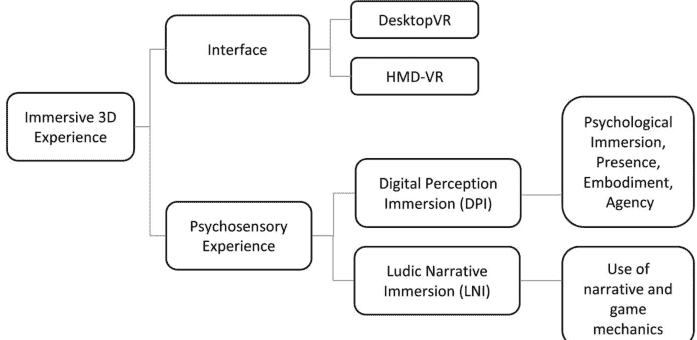 Immersive 3D
Experience
Interface
DesktopVR
HMD-VR
Psychosensory
Experience
Digital Perception
Immersion (DPI)
Psychological
Immersion,
Presence,
Embodiment,
Agency
Ludic Narrative
Immersion (LNI)
Use of
narrative and
game
mechanics